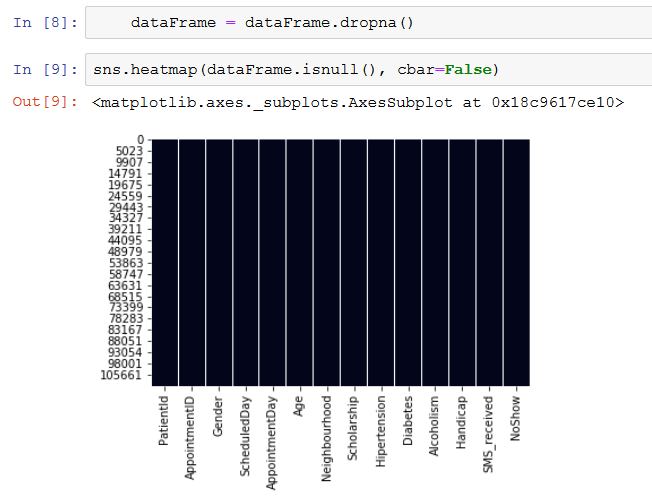 In [8]: dataFrame = dataFrame.dropna()
In [9]: sns.heatmap(dataFrame.isnull(), cbar=False)
Out[9]: <matplotlib.axes._subplots.AxesSubplot at 0x18c9617ce10>
0
5023
9907
14791
19675
24559
29443
34327
39211
44095
48979
53863
58747
63631
68515
73399
78283
83167
88051
93054
98001
105661
PatientId
AppointmentID
Gender
ScheduledDay
AppointmentDay
Age
Neighbourhood
Scholarship
Hipertension
Diabetes
Alcoholism
Handicap
SMS_received
NoShow